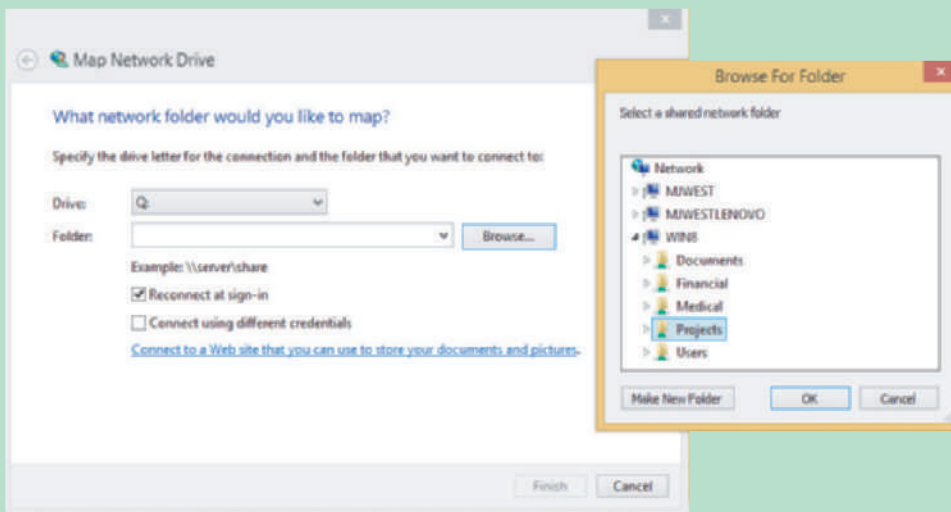 Map Network Drive
What network folder would you like to map?
Specify the drive letter for the connection and the folder that you want to connect to:
Drive: Q:
Folder: Browse...
Example: \\server\share
Reconnect at sign-in
Connect using different credentials
Connect to a Web site that you can use to store your documents and pictures.
Finish Cancel
Browse For Folder
Select a shared network folder
Network
MJWEST
MJWESTLENOVO
WIN8
Documents
Financial
Medical
Projects
Users
Make New Folder OK Cancel